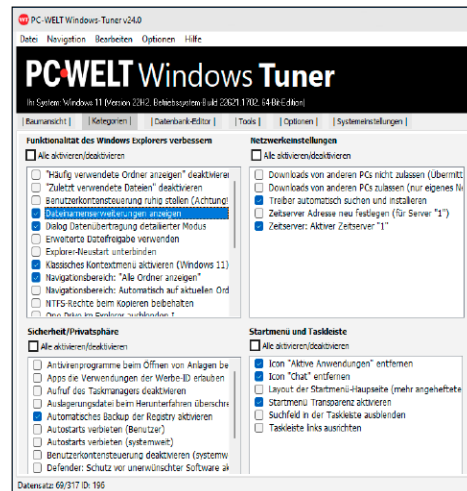 PC-WELT Windows-Tuner v24.0
Datei Navigation Bearbeiten Optionen Hilfe
PC WELT Windows Tuner
Ihr System: Windows 11 (Version 22H2, Betriebssystem-Build 22621.1702, 64-Bit-Edition)
| Baumansicht | | Kategorien | | Datenbank-Editor | | Tools | | Optionen | | Systemeinstellungen |
Funktionalität des Windows Explorers verbessern
Alle aktivieren/deaktivieren
"Häufig verwendete Ordner anzeigen" deaktivieren
"Zuletzt verwendete Dateien" deaktivieren
Benutzerkontensteuerung ruhig stellen (Achtung!
Dateinamenserweiterungen anzeigen
Dialog Datenübertragung detailierter Modus
Erweiterte Dateifreigabe verwenden
Explorer-Neustart unterbinden
Klassisches Kontextmenü aktivieren (Windows 11)
Navigationsbereich: "Alle Ordner anzeigen"
Navigationsbereich: Automatisch auf aktuellen Ord
NTFS-Rechte beim Kopieren beibehalten
One Drive im Explorer ausblenden
Netzwerkeinstellungen
Alle aktivieren/deaktivieren
Downloads von anderen PCs nicht zulassen (Übermitt
Downloads von anderen PCs zulassen (nur eigenes N
Treiber automatisch suchen und installieren
Zeitserver Adresse neu festlegen (für Server "1")
Zeitserver: Aktiver Zeitserver "1"
Sicherheit/Privatsphäre
Alle aktivieren/deaktivieren
Antivirenprogramme beim Öffnen von Anlagen be
Apps die Verwendungen der Werbe-ID erlauben
Aufruf des Taskmanagers deaktivieren
Auslagerungsdatei beim Herunterfahren überschre
Automatisches Backup der Registry aktivieren
Autostarts verbieten (Benutzer)
Autostarts verbieten (systemweit)
Benutzerkontensteuerung deaktivieren (systemw
Defender: Schutz vor unerwünschter Software ak
Startmenü und Taskleiste
Alle aktivieren/deaktivieren
Icon "Aktive Anwendungen" entfernen
Icon "Chat" entfernen
Layout der Startmenü-Haupseite (mehr angeheftete
Startmenü Transparenz aktivieren
Suchfeld in der Taskleiste ausblenden
Taskleiste links ausrichten
Datensatz: 69/317 ID: 196